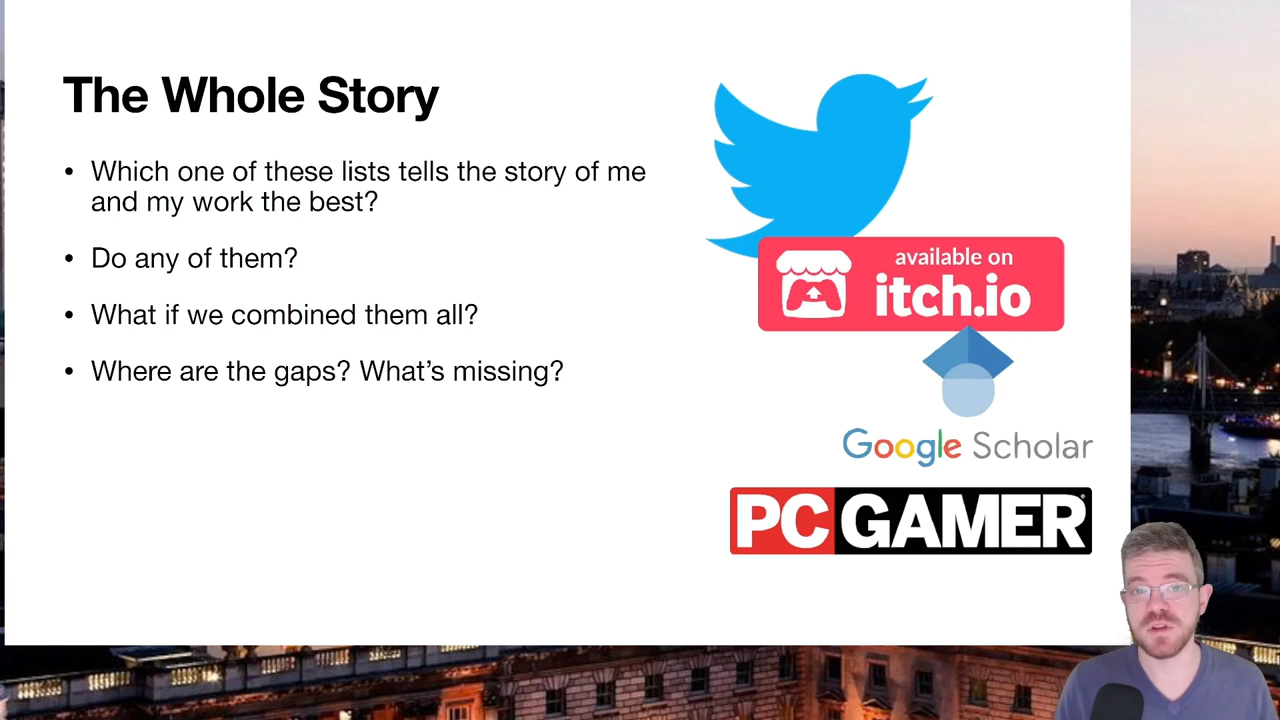 The Whole Story
• Which one of these lists tells the story of me
and my work the best?
• Do any of them?
• What if we combined them all?
• Where are the gaps? What's missing?
available on
itch.io
Google Scholar
PC GAMER